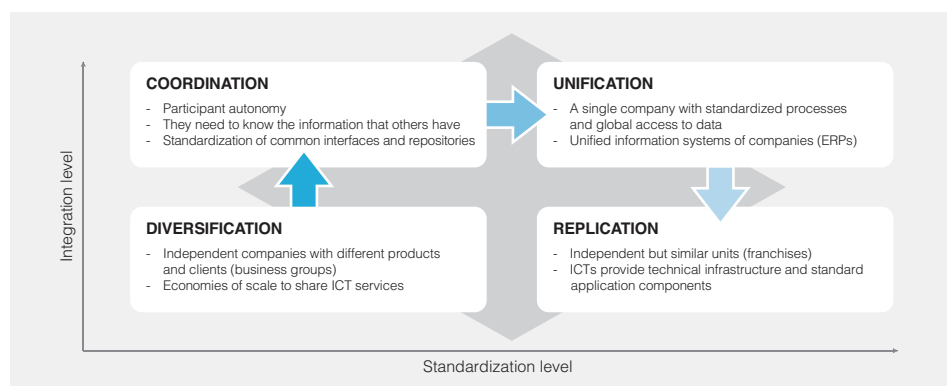 COORDINATION
- Participant autonomy
- They need to know the information that others have
- Standardization of common interfaces and repositories
UNIFICATION
- A single company with standardized processes
and global access to data
- Unified information systems of companies (ERPs)
DIVERSIFICATION
- Independent companies with different products
and clients (business groups)
- Economies of scale to share ICT services
REPLICATION
- Independent but similar units (franchises)
- ICTs provide technical infrastructure and standard
application components
Integration level
Standardization level